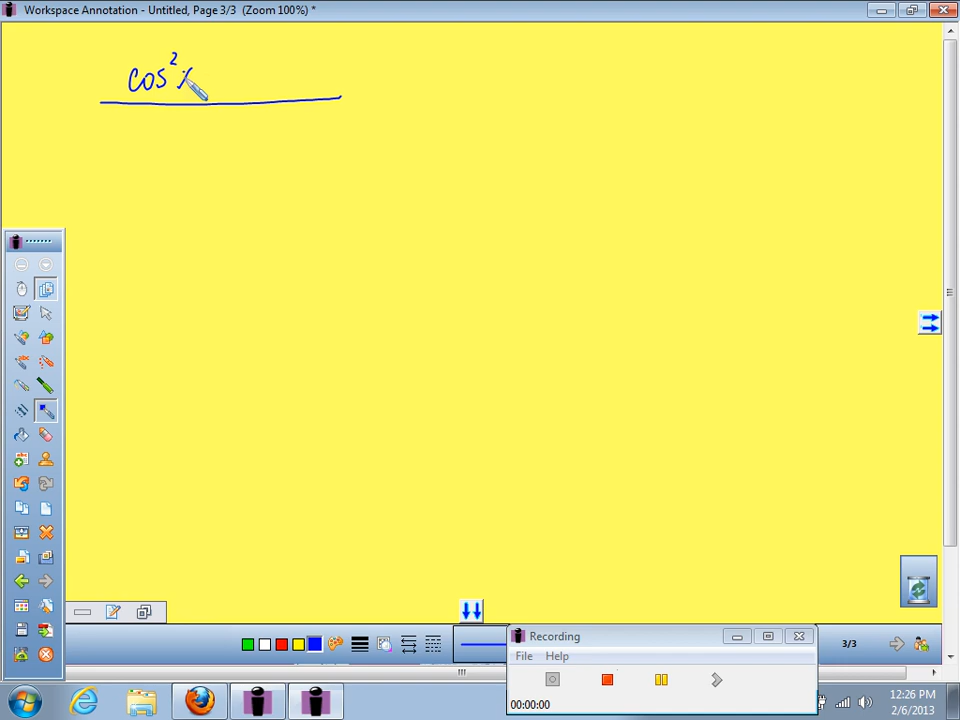 Workspace Annotation - Untitled, Page 3/3 (Zoom 100%) *
cos²x
Recording
File Help
00:00:00
3/3
12:26 PM
2/6/2013